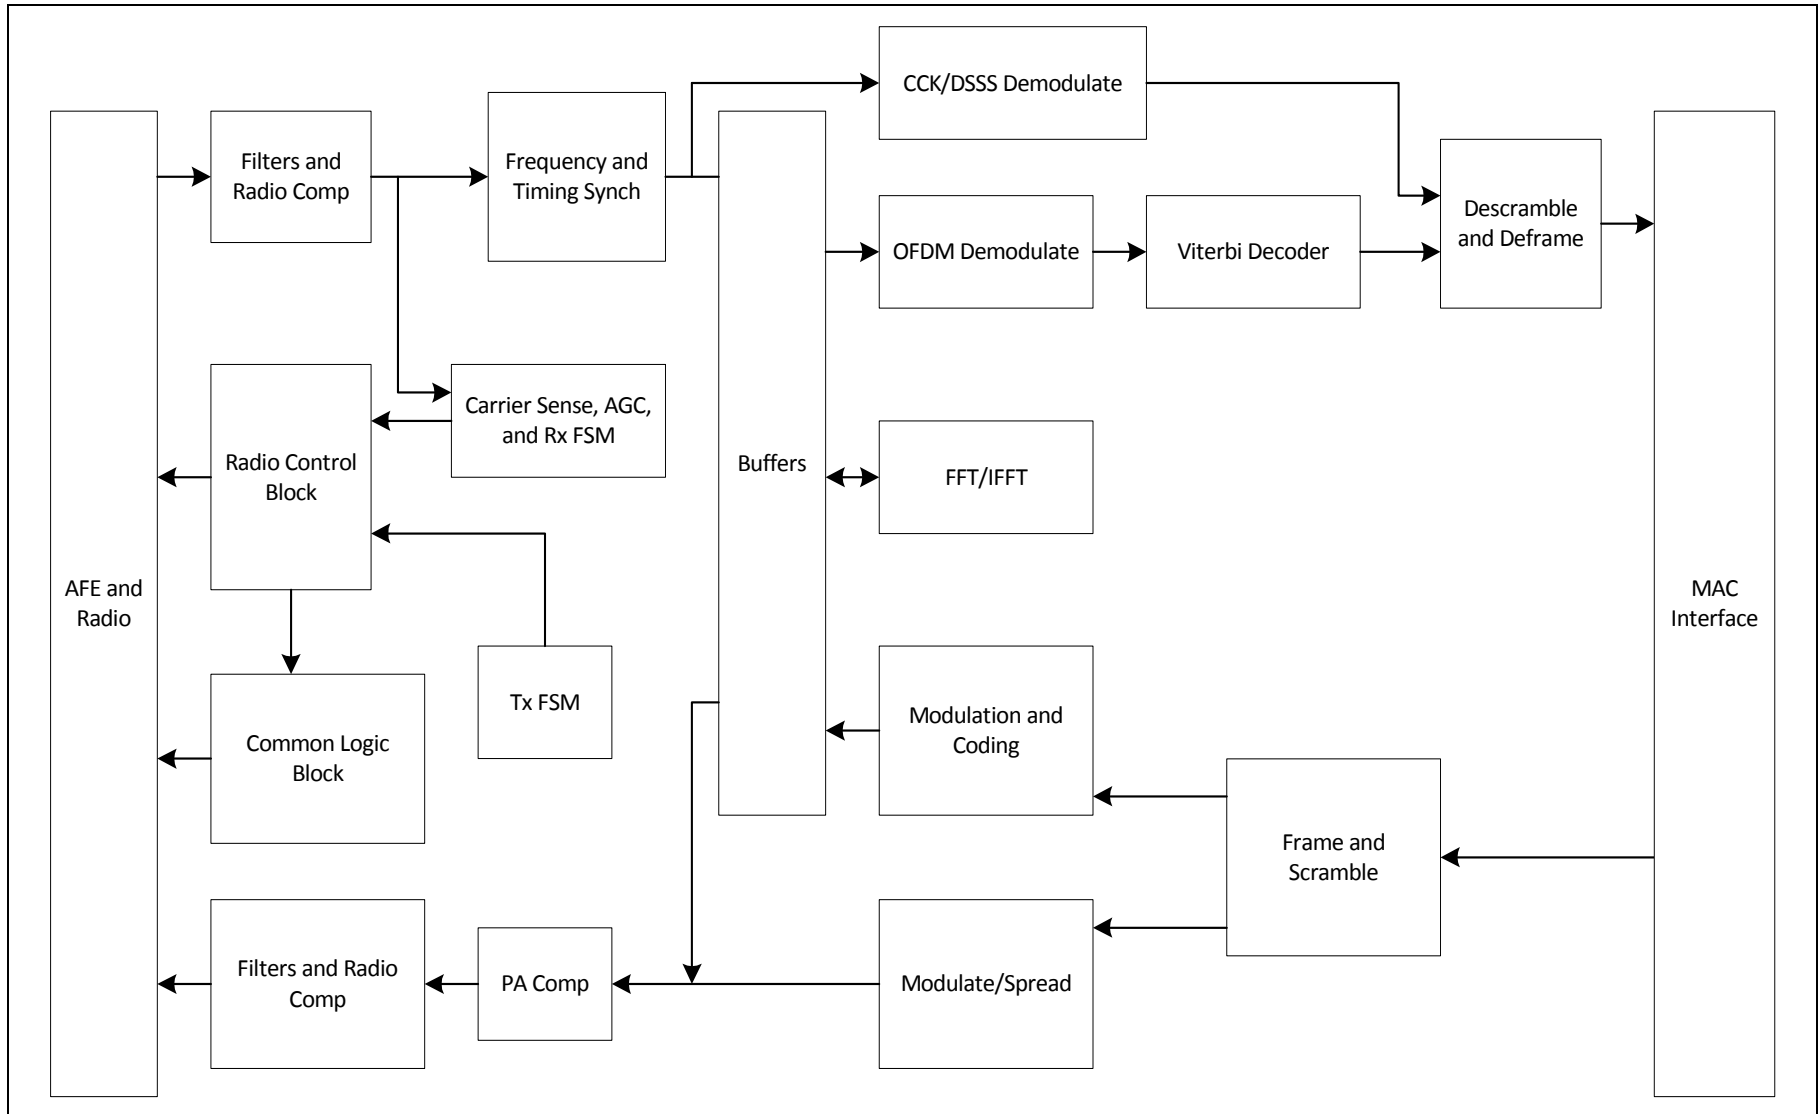 CCK/DSSS Demodulate
Filters and
Radio Comp
Frequency and
Timing Synch
Descramble
and Deframe
OFDM Demodulate
Viterbi Decoder
Carrier Sense, AGC,
and Rx FSM
Radio Control
Block
Buffers
FFT/IFFT
AFE and
Radio
MAC
Interface
Tx FSM
Modulation and
Coding
Common Logic
Block
Frame and
Scramble
Filters and Radio
Comp
PA Comp
Modulate/Spread